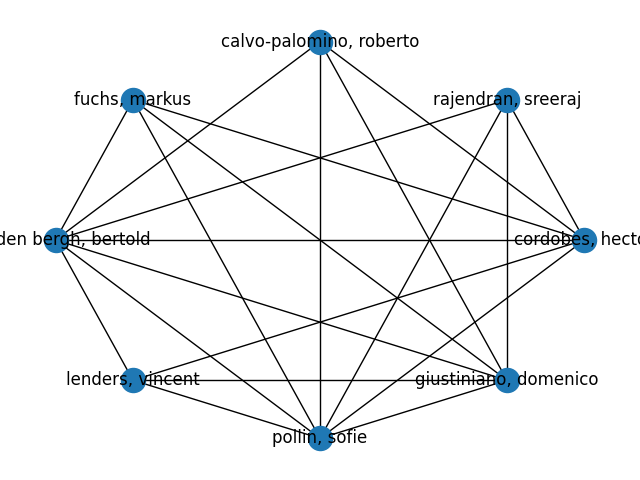 calvo-palomino, roberto
fuchs, markus
rajendran, sreeraj
den bergh, bertold
cordobes, hecto
lenders, vincent
giustiniano, domenico
pollin, sofie